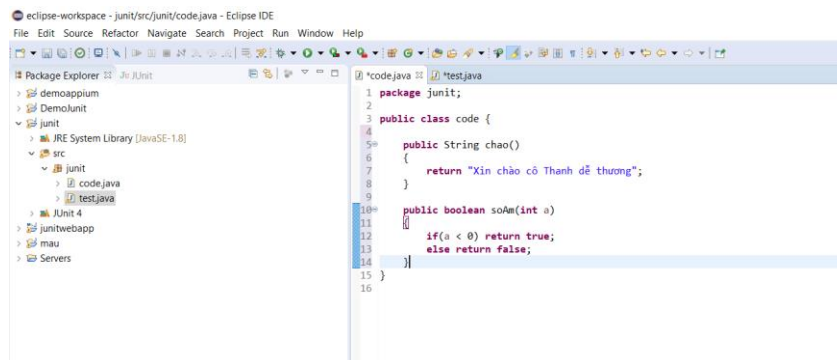 eclipse-workspace - junit/src/junit/code.java - Eclipse IDE
File Edit Source Refactor Navigate Search Project Run Window Help
Package Explorer JUnit
*code.java *test.java
demoappium
DemoJunit
junit
JRE System Library [JavaSE-1.8]
src
junit
code.java
test.java
JUnit 4
junitwebapp
mau
Servers
1 package junit;
2
3 public class code {
4
5 public String chao()
6 {
7 return "Xin chào cô Thanh dễ thương";
8 }
9
10 public boolean soAm(int a)
11 {
12 if(a < 0) return true;
13 else return false;
14 }
15 }
16